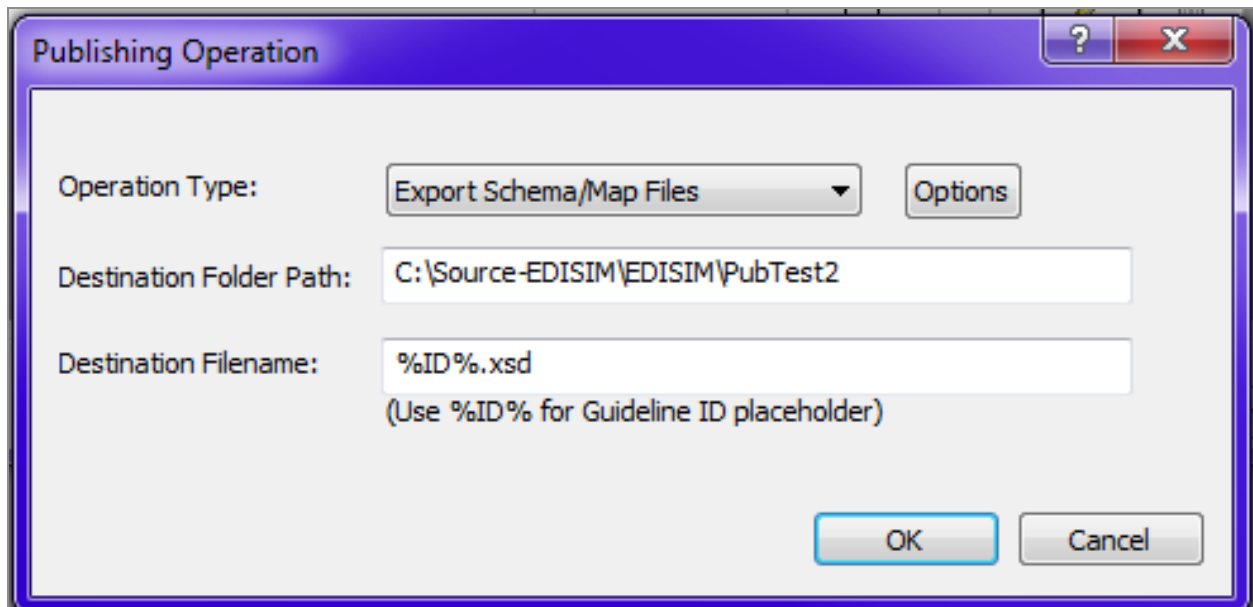 Publishing Operation
Operation Type: Export Schema/Map Files Options
Destination Folder Path: C:\Source-EDISIM\EDISIM\PubTest2
Destination Filename: %ID%.xsd
(Use %ID% for Guideline ID placeholder)
OK Cancel